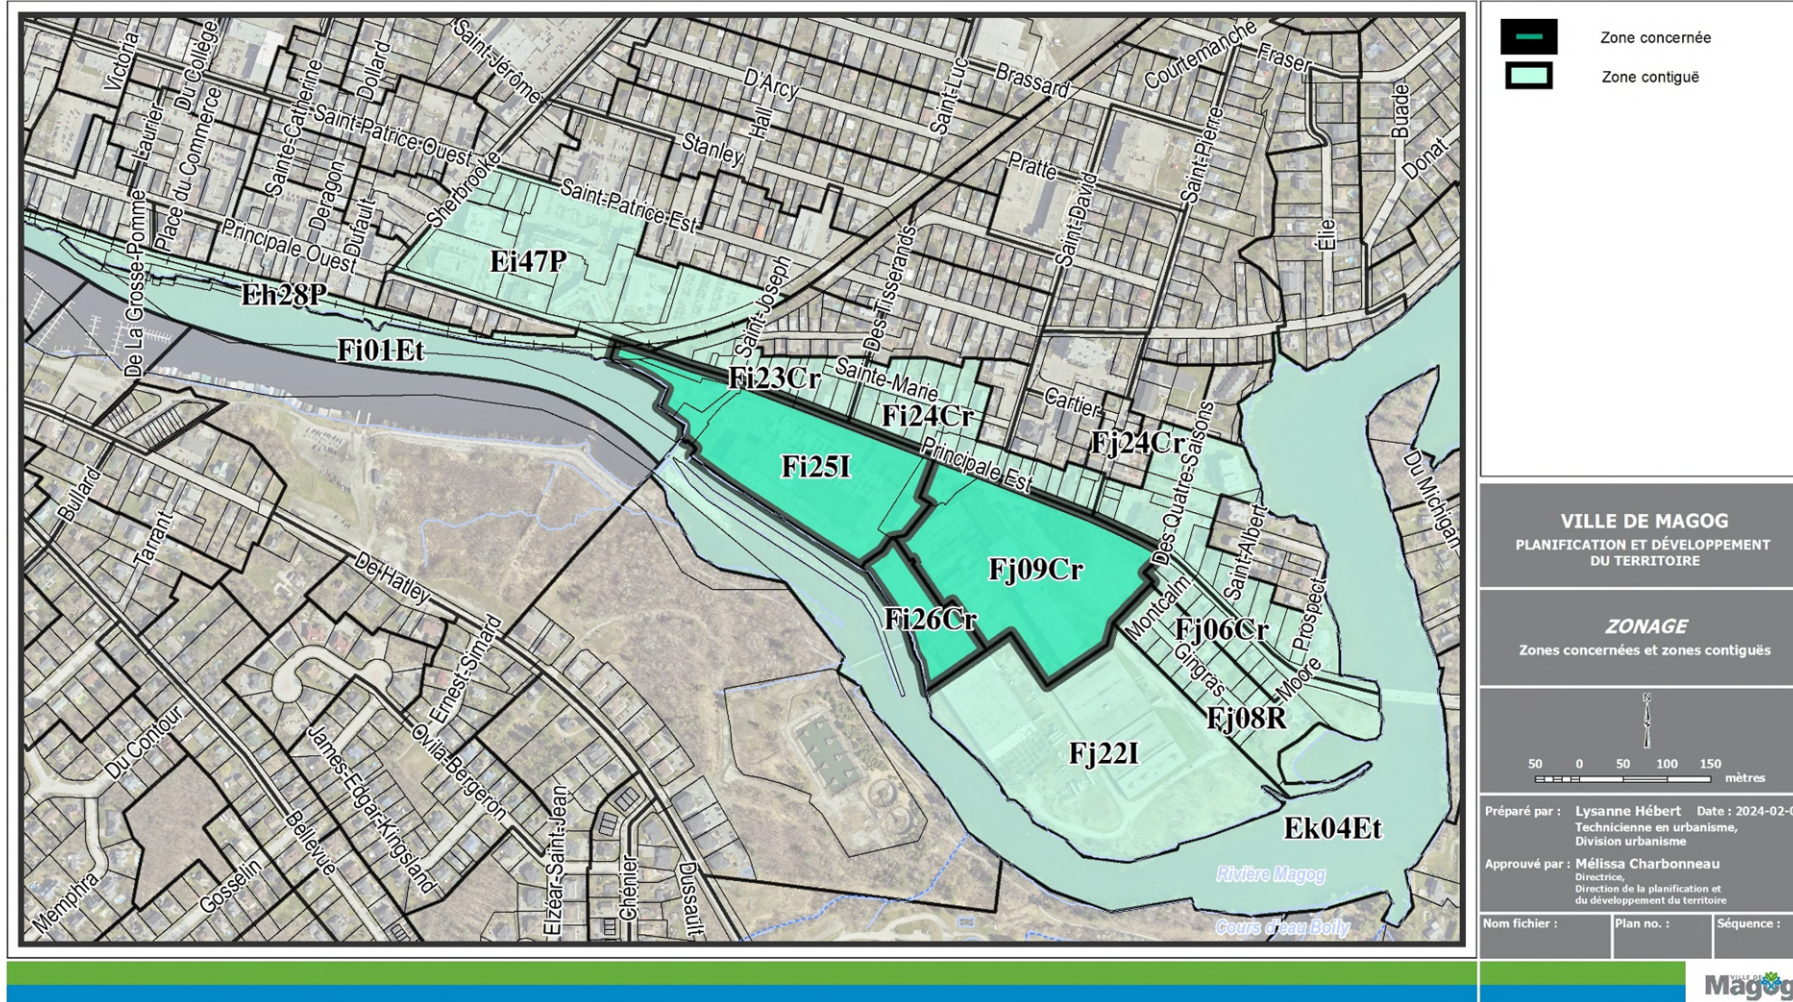 Zone concernée
Zone contiguë
Victoria
Du Collège
Saint-Jérôme
Dollard
Sainte-Catherine
Laurier
Place du Commerce
Saint-Patrice Ouest
Deragon
Dufault
Sherbrooke
De La Grosse-Pomme
Principale Ouest
D'Arcy
Hall
Stanley
Saint-Luc
Brassard
Courtemanche
Fraser
Saint-Pierre
Buade
Donat
Pratte
Saint-David
Élie
Saint-Patrice Est
Des Tisserands
Saint-Joseph
Ei47P
Eh28P
Fi01Et
Fi23Cr
Sainte-Marie
Fi24Cr
Cartier
Fj24Cr
Des Quatre-Saisons
Principale Est
Fi25I
Fj09Cr
Fi26Cr
Saint-Albert
Prospect
Montcalm
Fj06Cr
Gingras
Moore
Fj08R
Fj22I
Ek04Et
Du Michigan
Bullard
Tarrant
De Hatley
Ernest-Simard
Ovila-Bergeron
Du Contour
James-Edgar-Kingsland
Bellevue
Gosselin
Memphra
Elzéar-Saint-Jean
Chénier
Dussault
Rivière Magog
Cours d'eau Boily
VILLE DE MAGOG
PLANIFICATION ET DÉVELOPPEMENT
DU TERRITOIRE
ZONAGE
Zones concernées et zones contiguës
N
50 0 50 100 150
mètres
Préparé par : Lysanne Hébert Date : 2024-02-0
Technicienne en urbanisme,
Division urbanisme
Approuvé par : Mélissa Charbonneau
Directrice,
Direction de la planification et
du développement du territoire
Nom fichier : Plan no. : Séquence :
VILLE DE
Magog